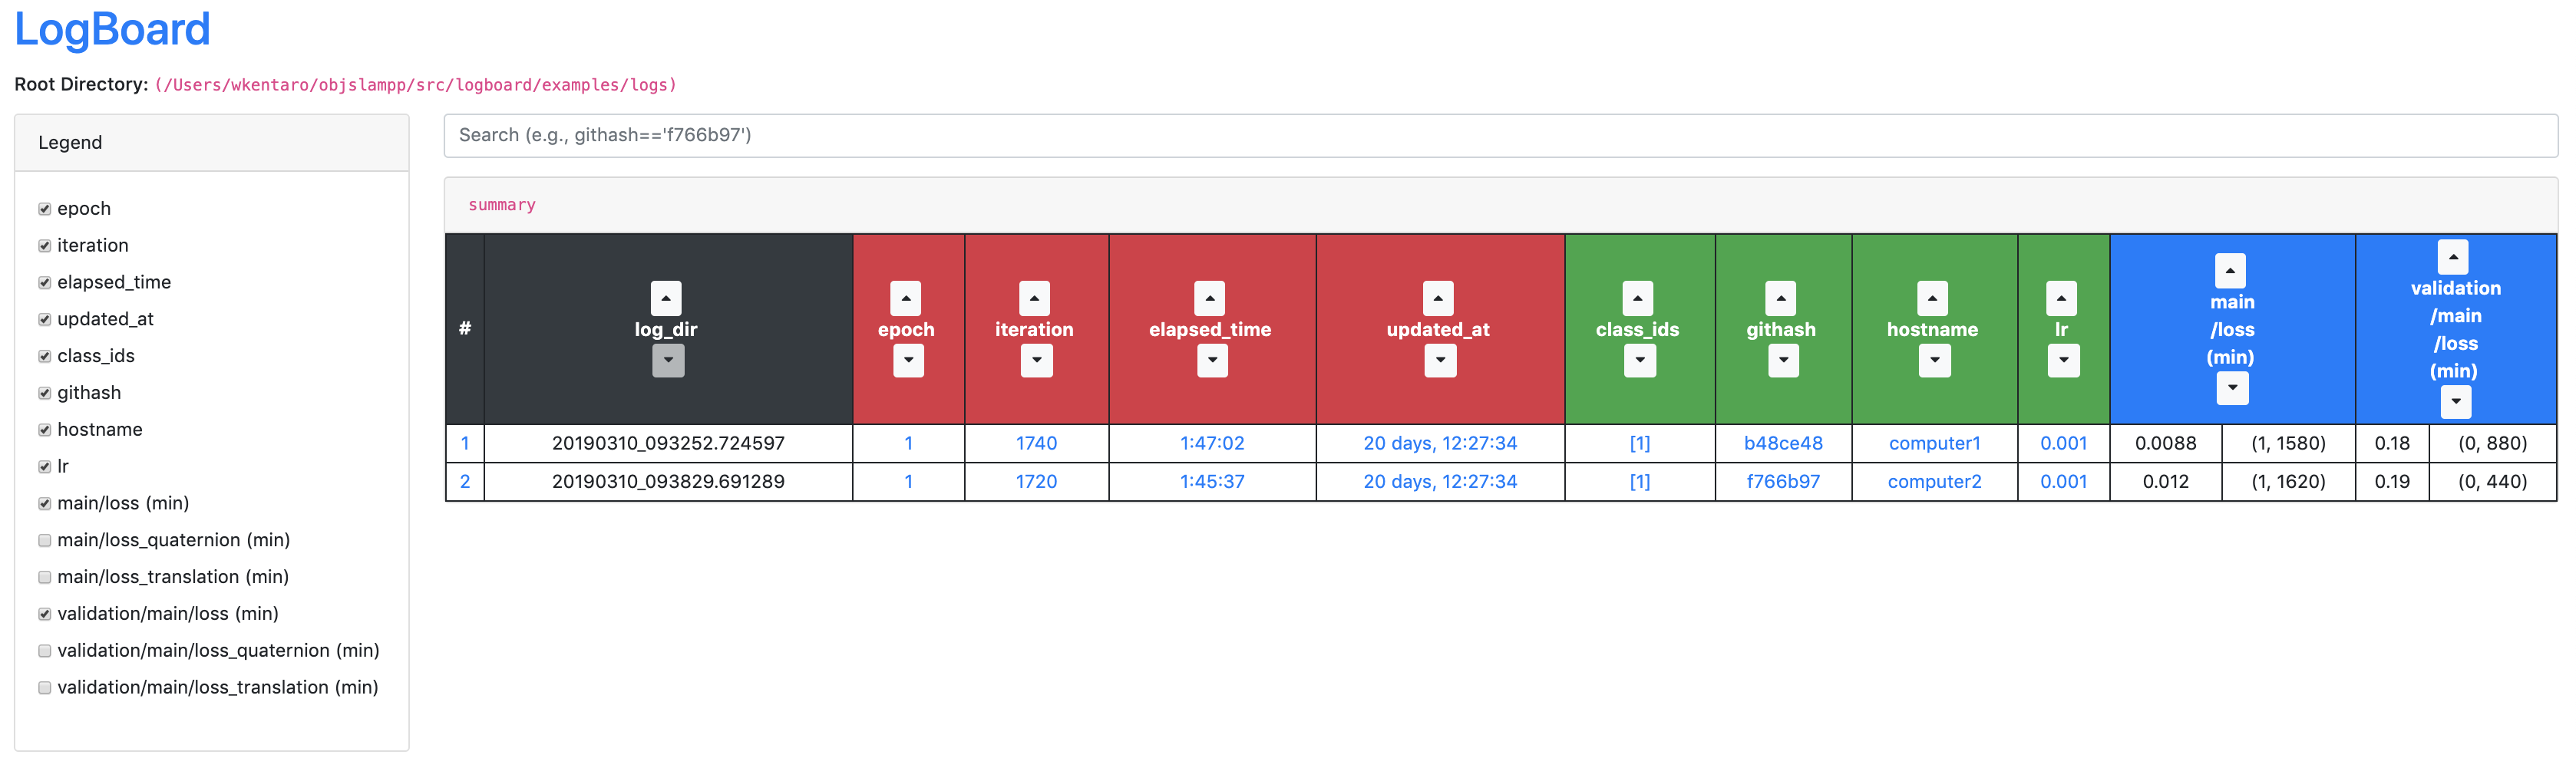 LogBoard
Root Directory: (/Users/wkentaro/objslampp/src/logboard/examples/logs)
Legend
epoch
iteration
elapsed_time
updated_at
class_ids
githash
hostname
lr
main/loss (min)
main/loss_quaternion (min)
main/loss_translation (min)
validation/main/loss (min)
validation/main/loss_quaternion (min)
validation/main/loss_translation (min)
Search (e.g., githash=='f766b97')
summary
# log_dir epoch iteration elapsed_time updated_at class_ids githash hostname lr main /loss (min) validation /main /loss (min)
1 20190310_093252.724597 1 1740 1:47:02 20 days, 12:27:34 [1] b48ce48 computer1 0.001 0.0088 (1, 1580) 0.18 (0, 880)
2 20190310_093829.691289 1 1720 1:45:37 20 days, 12:27:34 [1] f766b97 computer2 0.001 0.012 (1, 1620) 0.19 (0, 440)